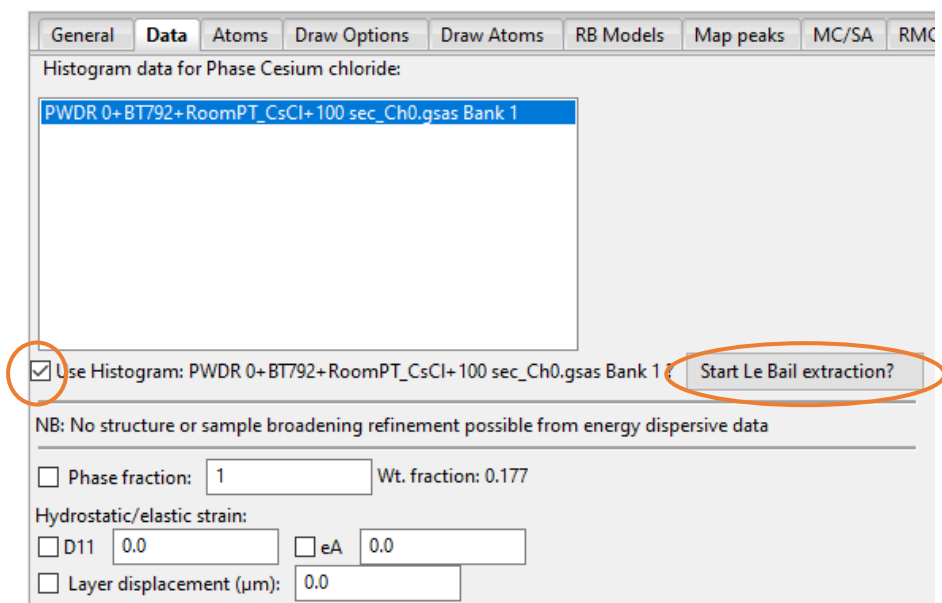 General Data Atoms Draw Options Draw Atoms RB Models Map peaks MC/SA RMC
Histogram data for Phase Cesium chloride:
PWDR 0+BT792+RoomPT_CsCl+100 sec_Ch0.gsas Bank 1
Use Histogram: PWDR 0+BT792+RoomPT_CsCl+100 sec_Ch0.gsas Bank 1 ? Start Le Bail extraction?
NB: No structure or sample broadening refinement possible from energy dispersive data
Phase fraction: 1 Wt. fraction: 0.177
Hydrostatic/elastic strain:
D11 0.0 eA 0.0
Layer displacement (μm): 0.0